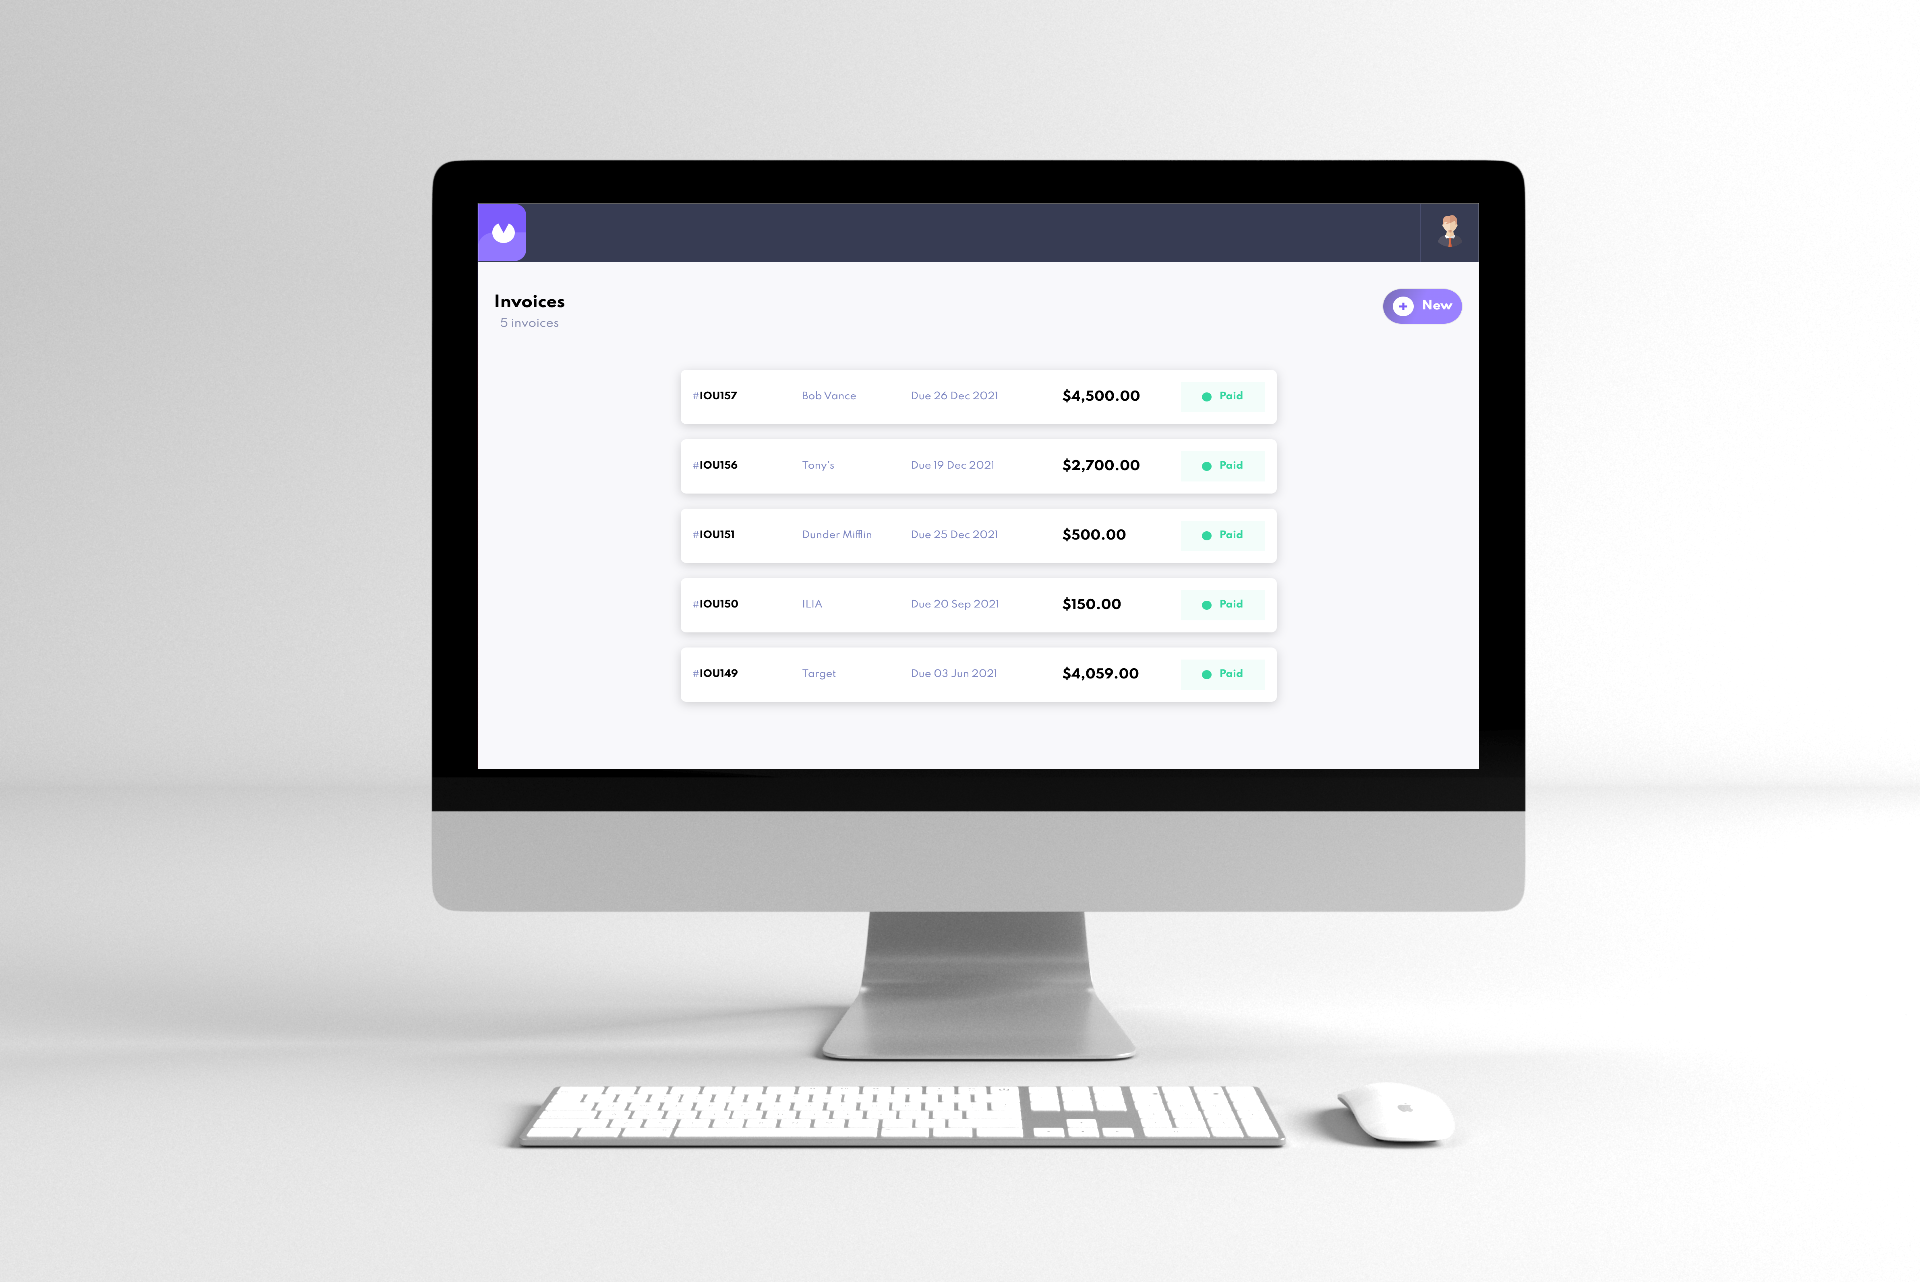 Invoices
5 invoices
New
#IOU157 Bob Vance Due 26 Dec 2021 $4,500.00 Paid
#IOU156 Tony's Due 19 Dec 2021 $2,700.00 Paid
#IOU151 Dunder Mifflin Due 25 Dec 2021 $500.00 Paid
#IOU150 ILIA Due 20 Sep 2021 $150.00 Paid
#IOU149 Target Due 03 Jun 2021 $4,059.00 Paid